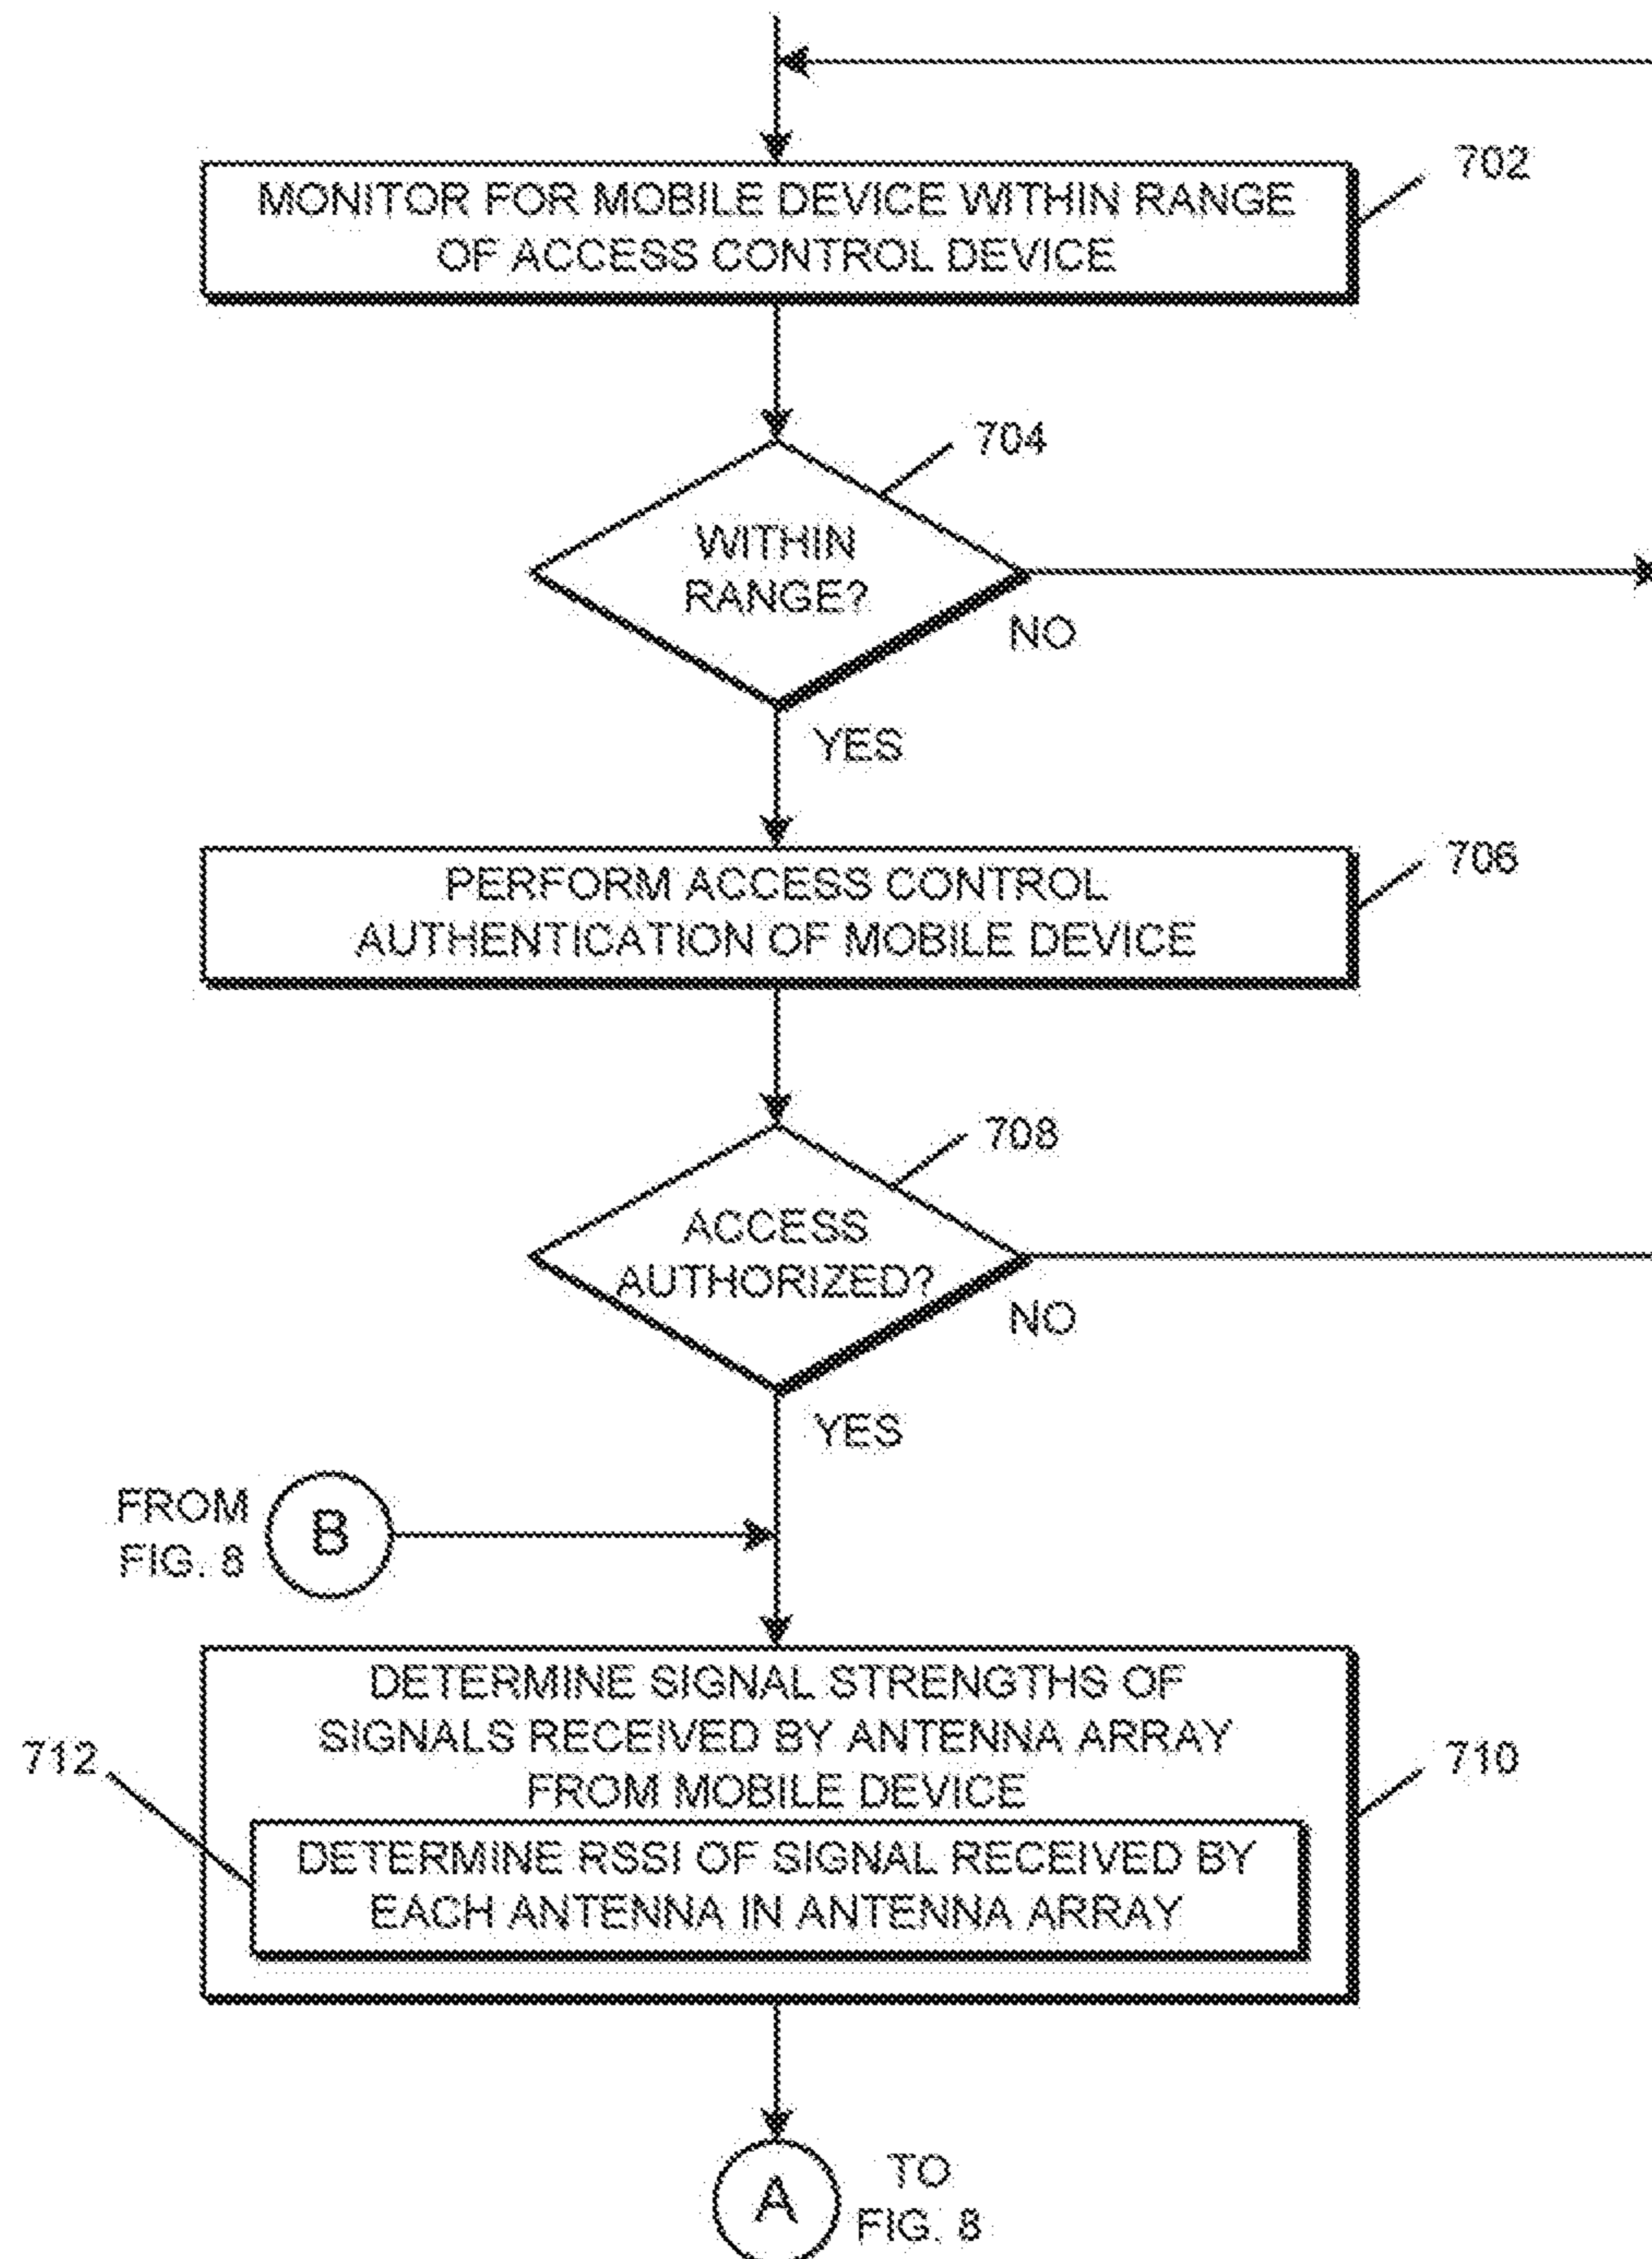 702
MONITOR FOR MOBILE DEVICE WITHIN RANGE
OF ACCESS CONTROL DEVICE
704
WITHIN
RANGE?
NO
YES
706
PERFORM ACCESS CONTROL
AUTHENTICATION OF MOBILE DEVICE
708
ACCESS
AUTHORIZED?
NO
YES
FROM
FIG. 8
B
DETERMINE SIGNAL STRENGTHS OF
SIGNALS RECEIVED BY ANTENNA ARRAY
FROM MOBILE DEVICE
710
712
DETERMINE RSSI OF SIGNAL RECEIVED BY
EACH ANTENNA IN ANTENNA ARRAY
A
TO
FIG. 8